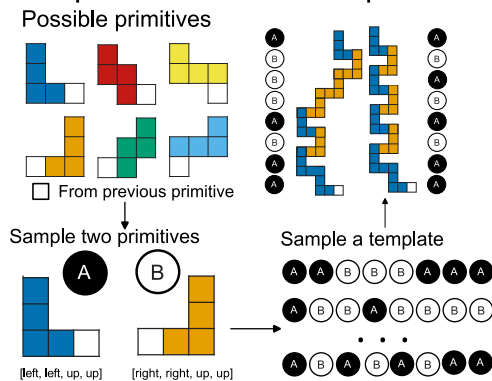 Possible primitives
From previous primitive
Sample two primitives
A B
[left, left, up, up] [right, right, up, up]
A A
B B
B A
B B
A A
B B
A A
A A
Sample a template
A A B B B A A A
A B B A B B B B
. . .
A B A B A B A A